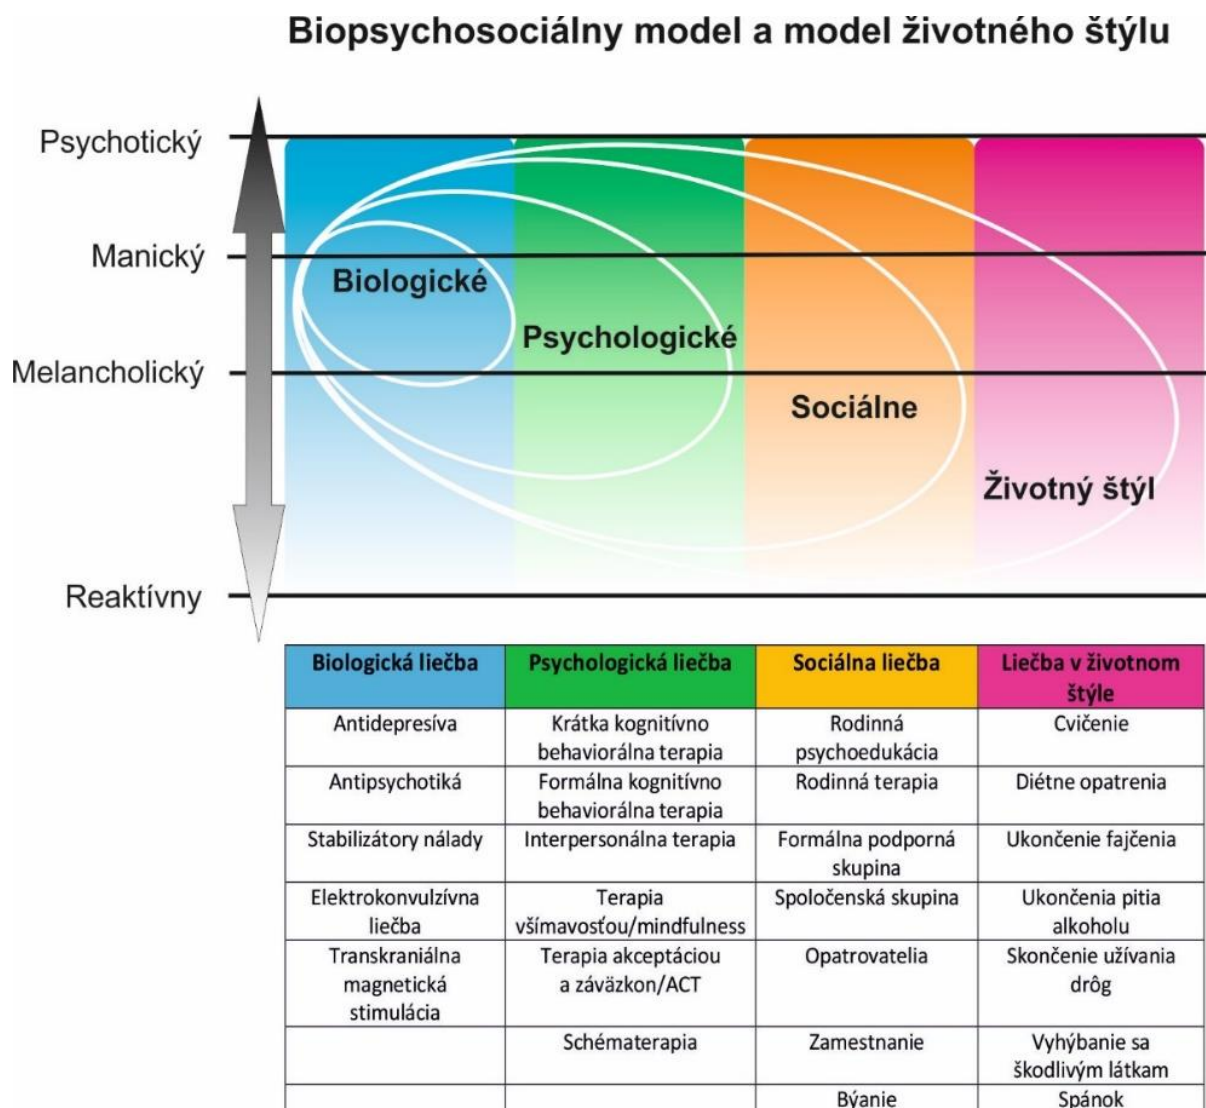 Biopsychosociálny model a model životného štýlu
Psychotický
Manický
Melancholický
Reaktívny
Biologické
Psychologické
Sociálne
Životný štýl
Biologická liečba
Psychologická liečba
Sociálna liečba
Liečba v životnom
štýle
Antidepresíva
Krátka kognitívno
behaviorálna terapia
Rodinná
psychoedukácia
Cvičenie
Antipsychotiká
Formálna kognitívno
behaviorálna terapia
Rodinná terapia
Diétne opatrenia
Stabilizátory nálady
Interpersonálna terapia
Formálna podporná
skupina
Ukončenie fajčenia
Elektrokonvulzívna
liečba
Terapia
všímavosťou/mindfulness
Spoločenská skupina
Ukončenia pitia
alkoholu
Transkraniálna
magnetická
stimulácia
Terapia akceptáciou
a záväzkon/ACT
Opatrovatelia
Skončenie užívania
drôg
Schématerapia
Zamestnanie
Vyhýbanie sa
škodlivým látkam
Býanie
Spánok